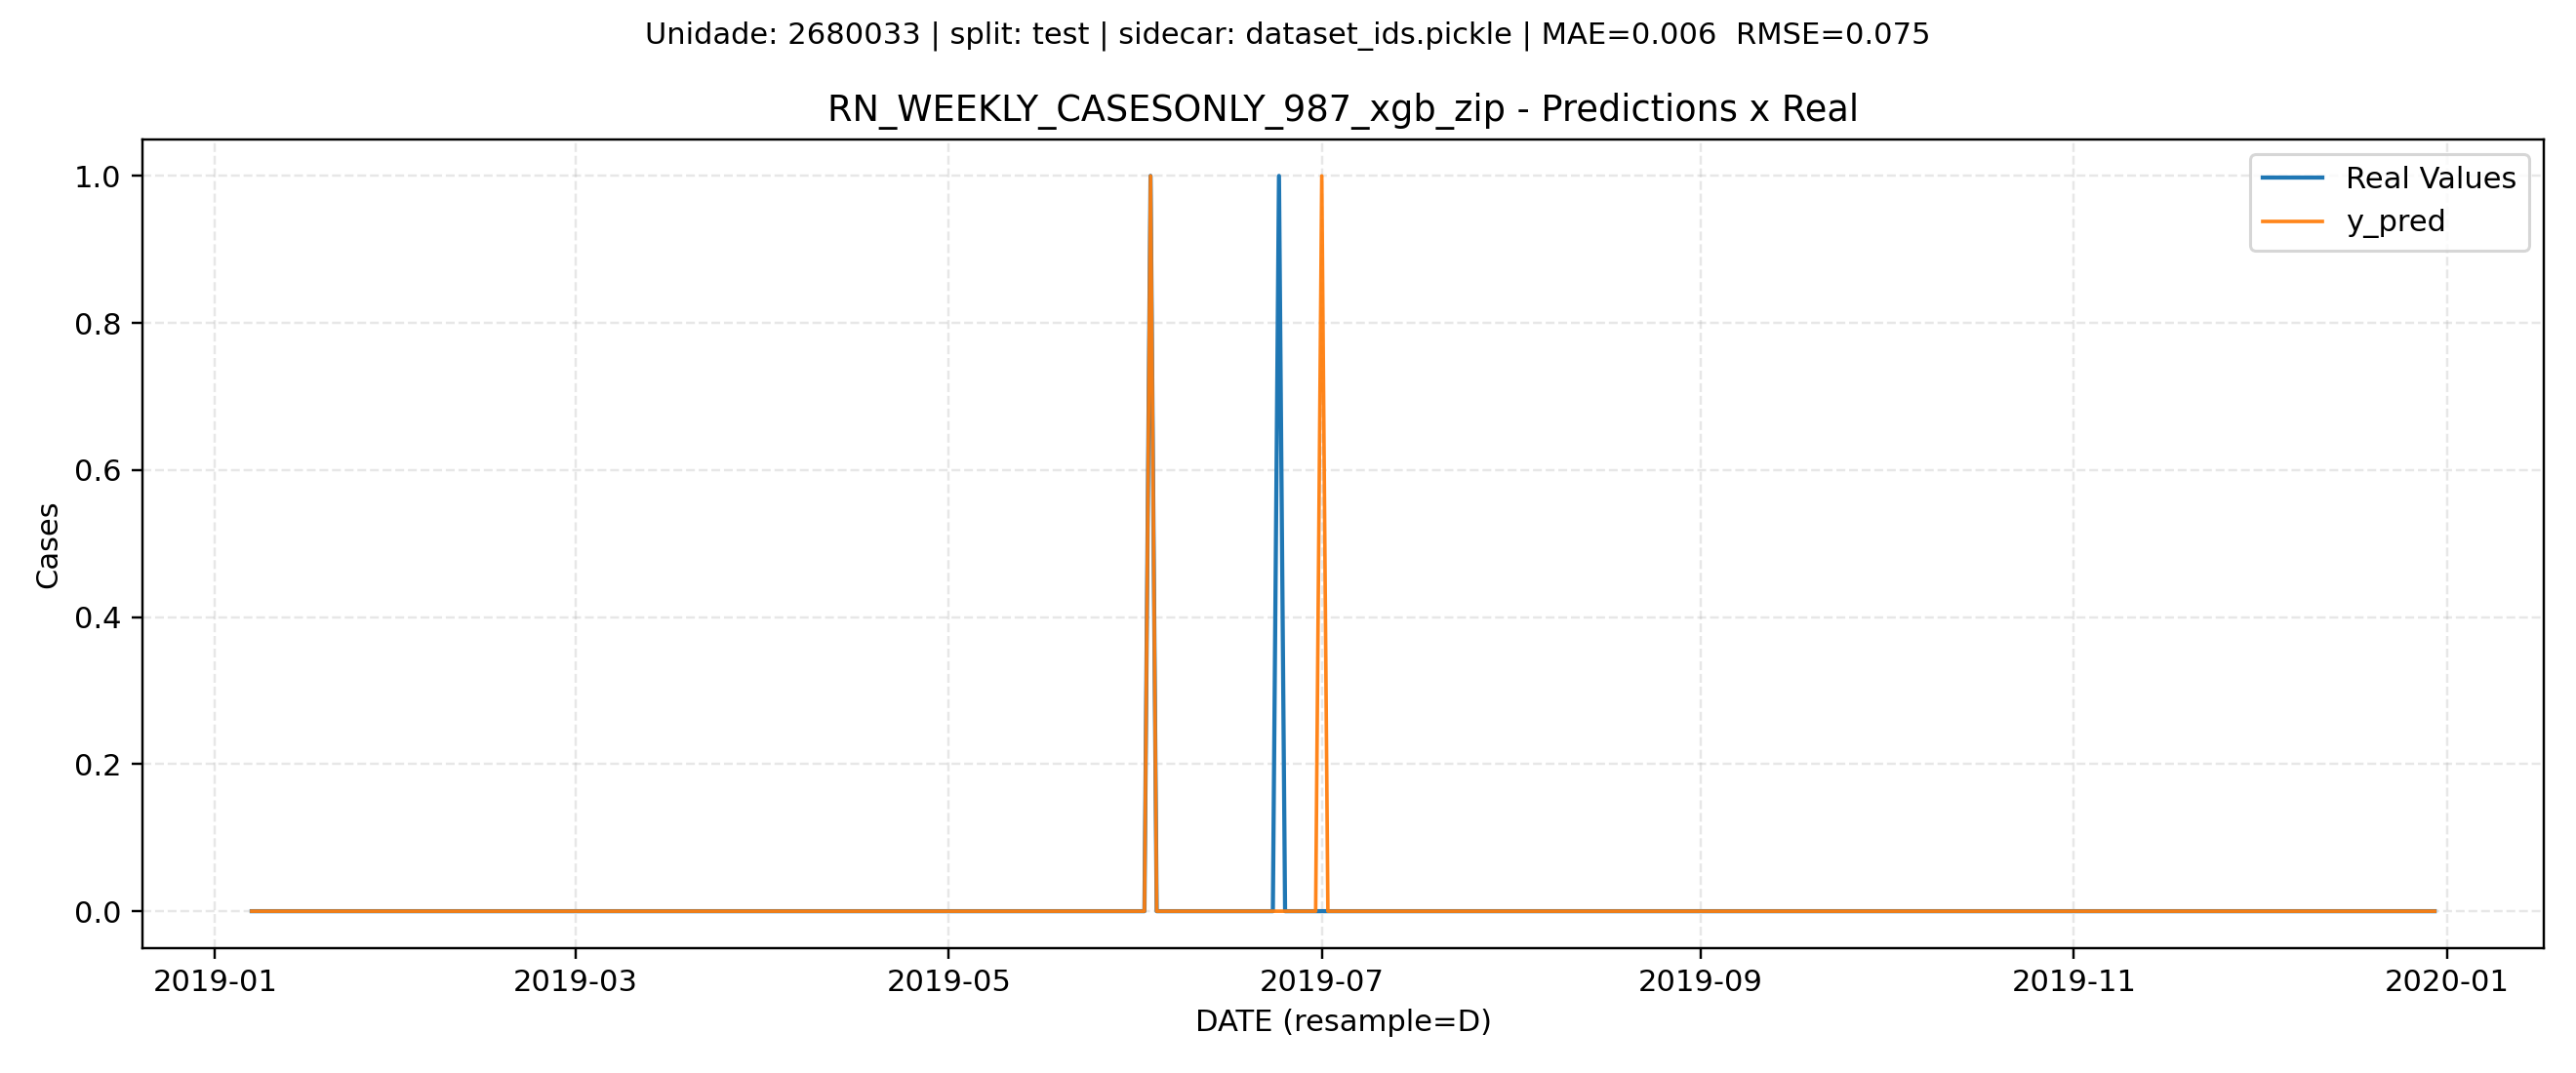 Unidade: 2680033 | split: test | sidecar: dataset_ids.pickle | MAE=0.006  RMSE=0.075
RN_WEEKLY_CASESONLY_987_xgb_zip - Predictions x Real
Real Values
y_pred
1.0
0.8
0.6
0.4
0.2
0.0
Cases
2019-01
2019-03
2019-05
2019-07
2019-09
2019-11
2020-01
DATE (resample=D)